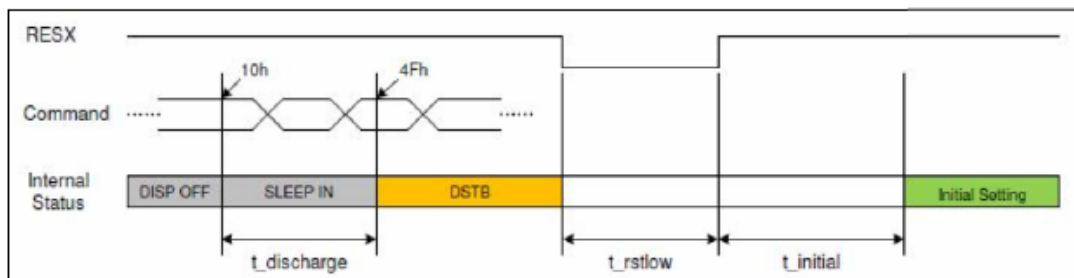 RESX
10h
4Fh
Command
Internal
Status
DISP OFF
SLEEP IN
DSTB
Initial Setting
t_discharge
t_rstlow
t_initial